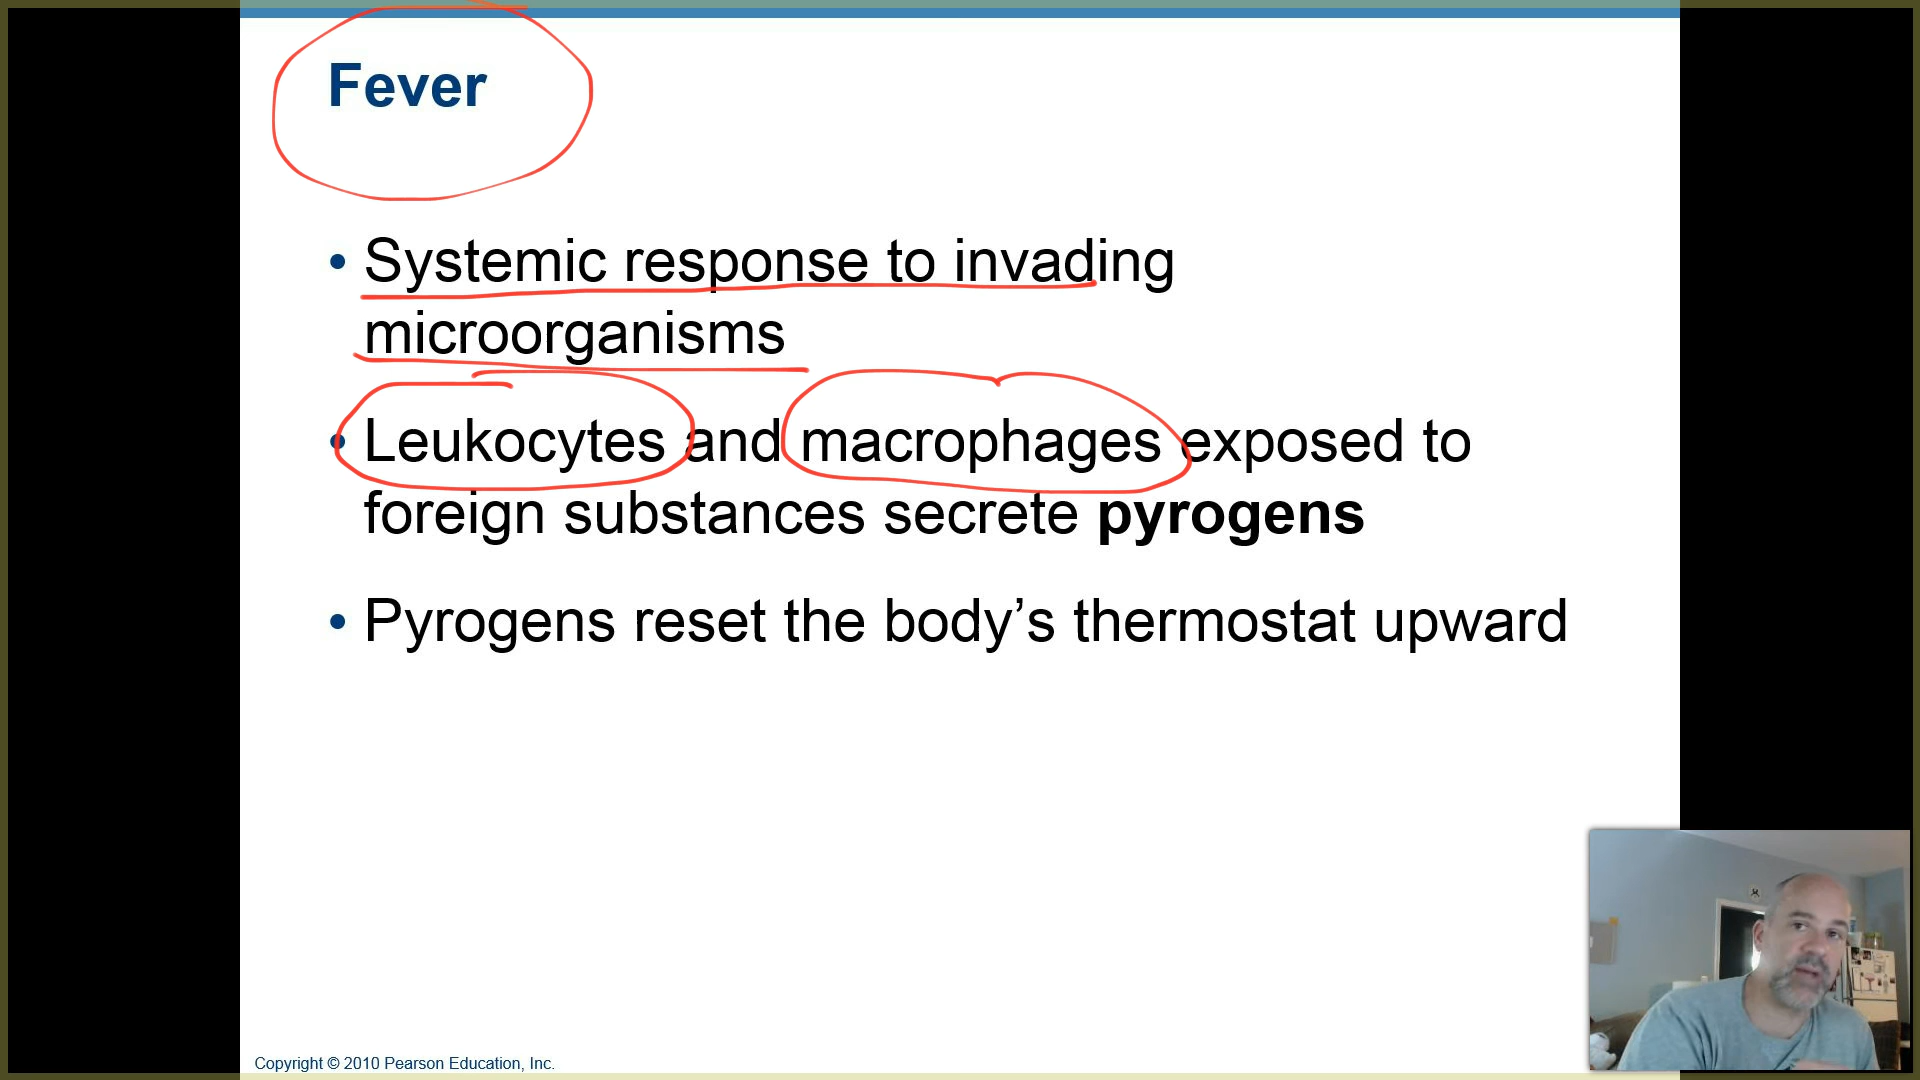 Fever
• Systemic response to invading
microorganisms
• Leukocytes and macrophages exposed to
foreign substances secrete pyrogens
• Pyrogens reset the body’s thermostat upward
Copyright © 2010 Pearson Education, Inc.